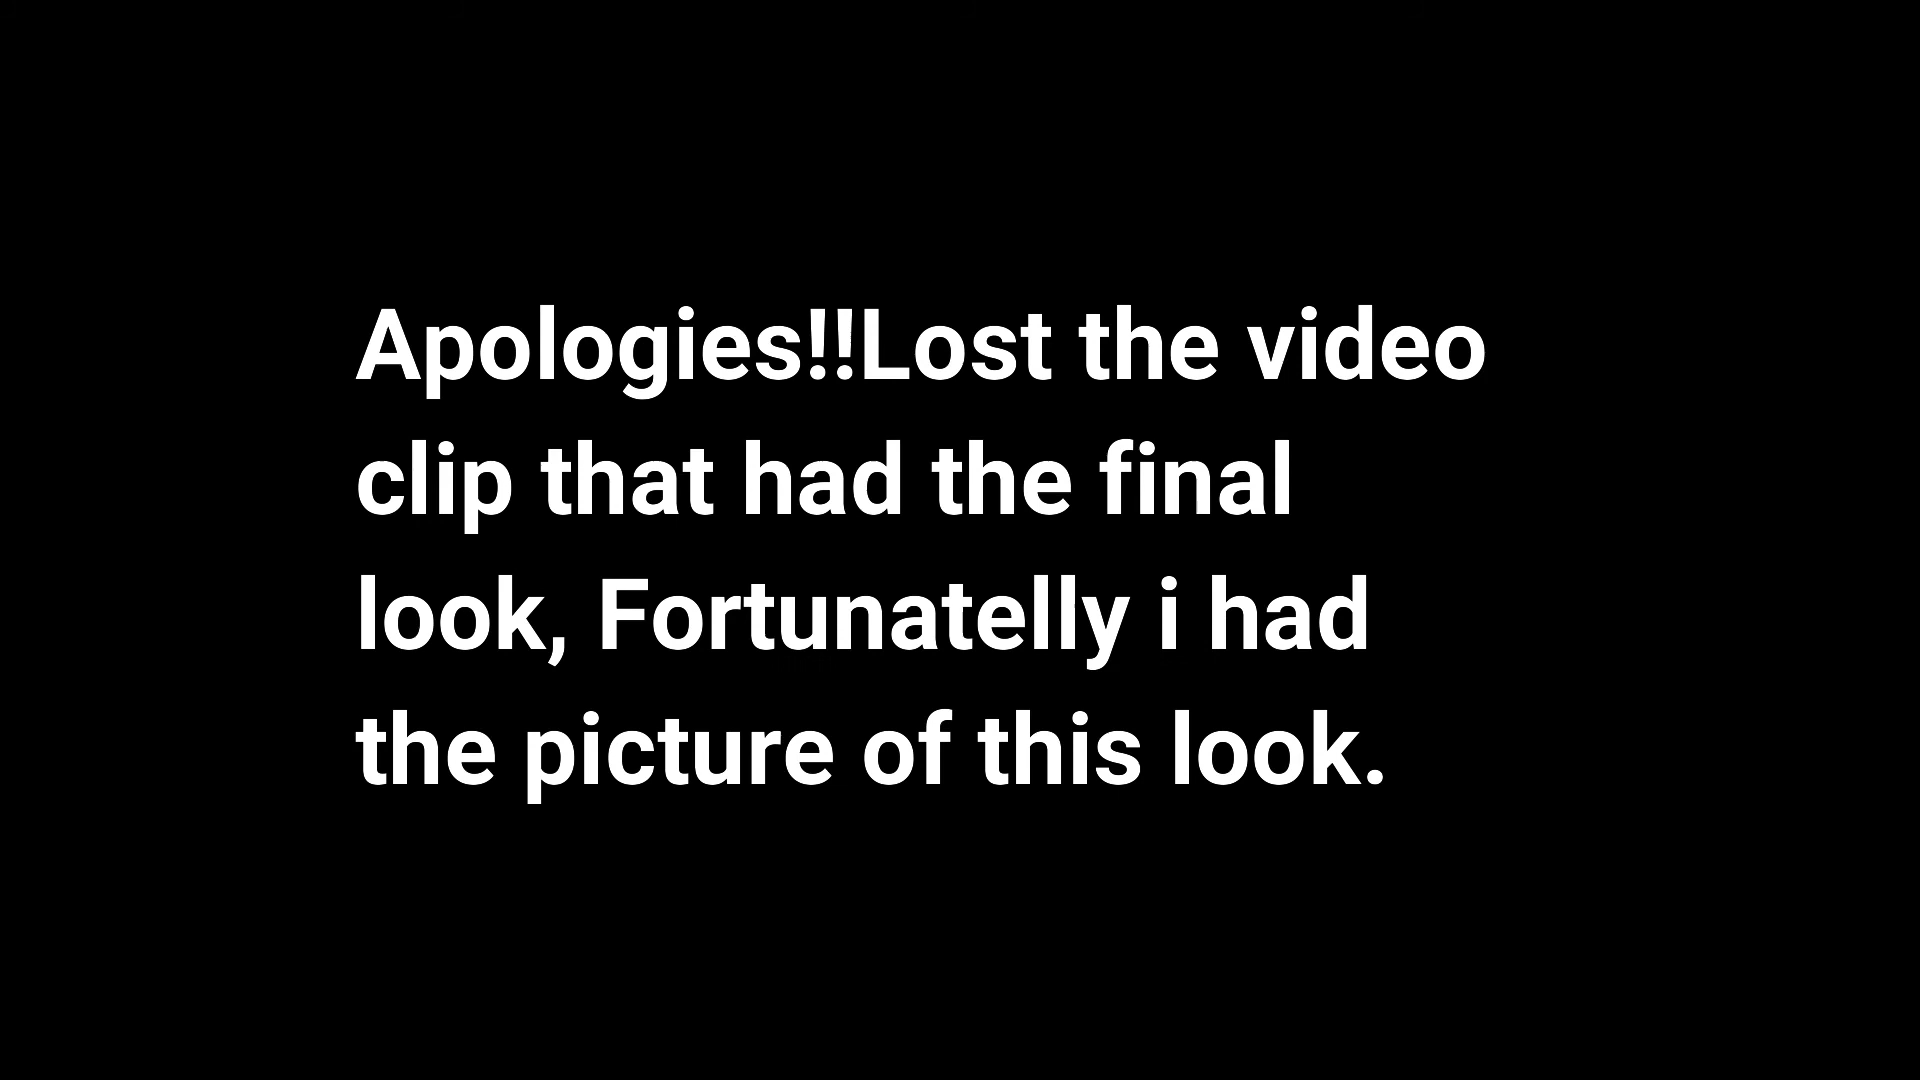 Apologies!!Lost the video
clip that had the final
look, Fortunatelly i had
the picture of this look.